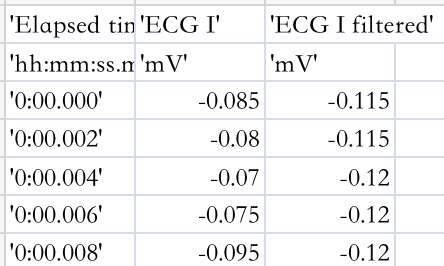 'Elapsed tin 'ECG I' 'ECG I filtered'
'hh:mm:ss.m 'mV' 'mV'
'0:00.000' -0.085 -0.115
'0:00.002' -0.08 -0.115
'0:00.004' -0.07 -0.12
'0:00.006' -0.075 -0.12
'0:00.008' -0.095 -0.12